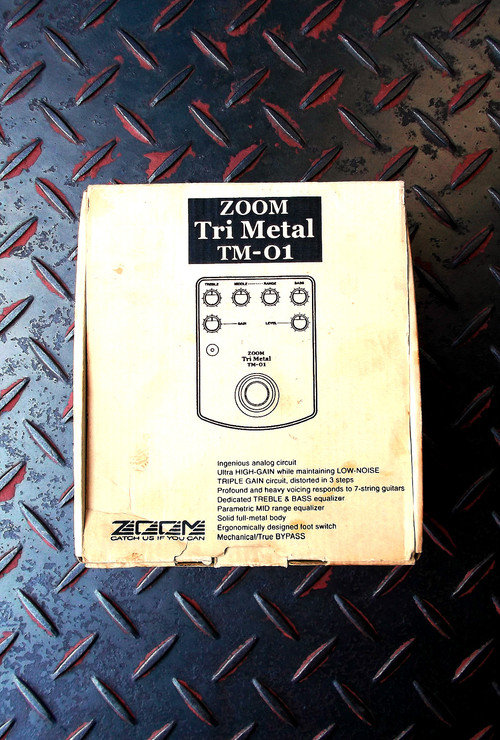 ZOOM
Tri Metal
TM-01
TREBLE MIDDLE RANGE BASS
GAIN LEVEL
ZOOM
Tri Metal
TM-01
Ingenious analog circuit
Ultra HIGH-GAIN while maintaining LOW-NOISE
TRIPLE GAIN circuit, distorted in 3 steps
Profound and heavy voicing responds to 7-string guitars
Dedicated TREBLE & BASS equalizer
Parametric MID range equalizer
Solid full-metal body
Ergonomically designed foot switch
Mechanical/True BYPASS
ZOOM
CATCH US IF YOU CAN